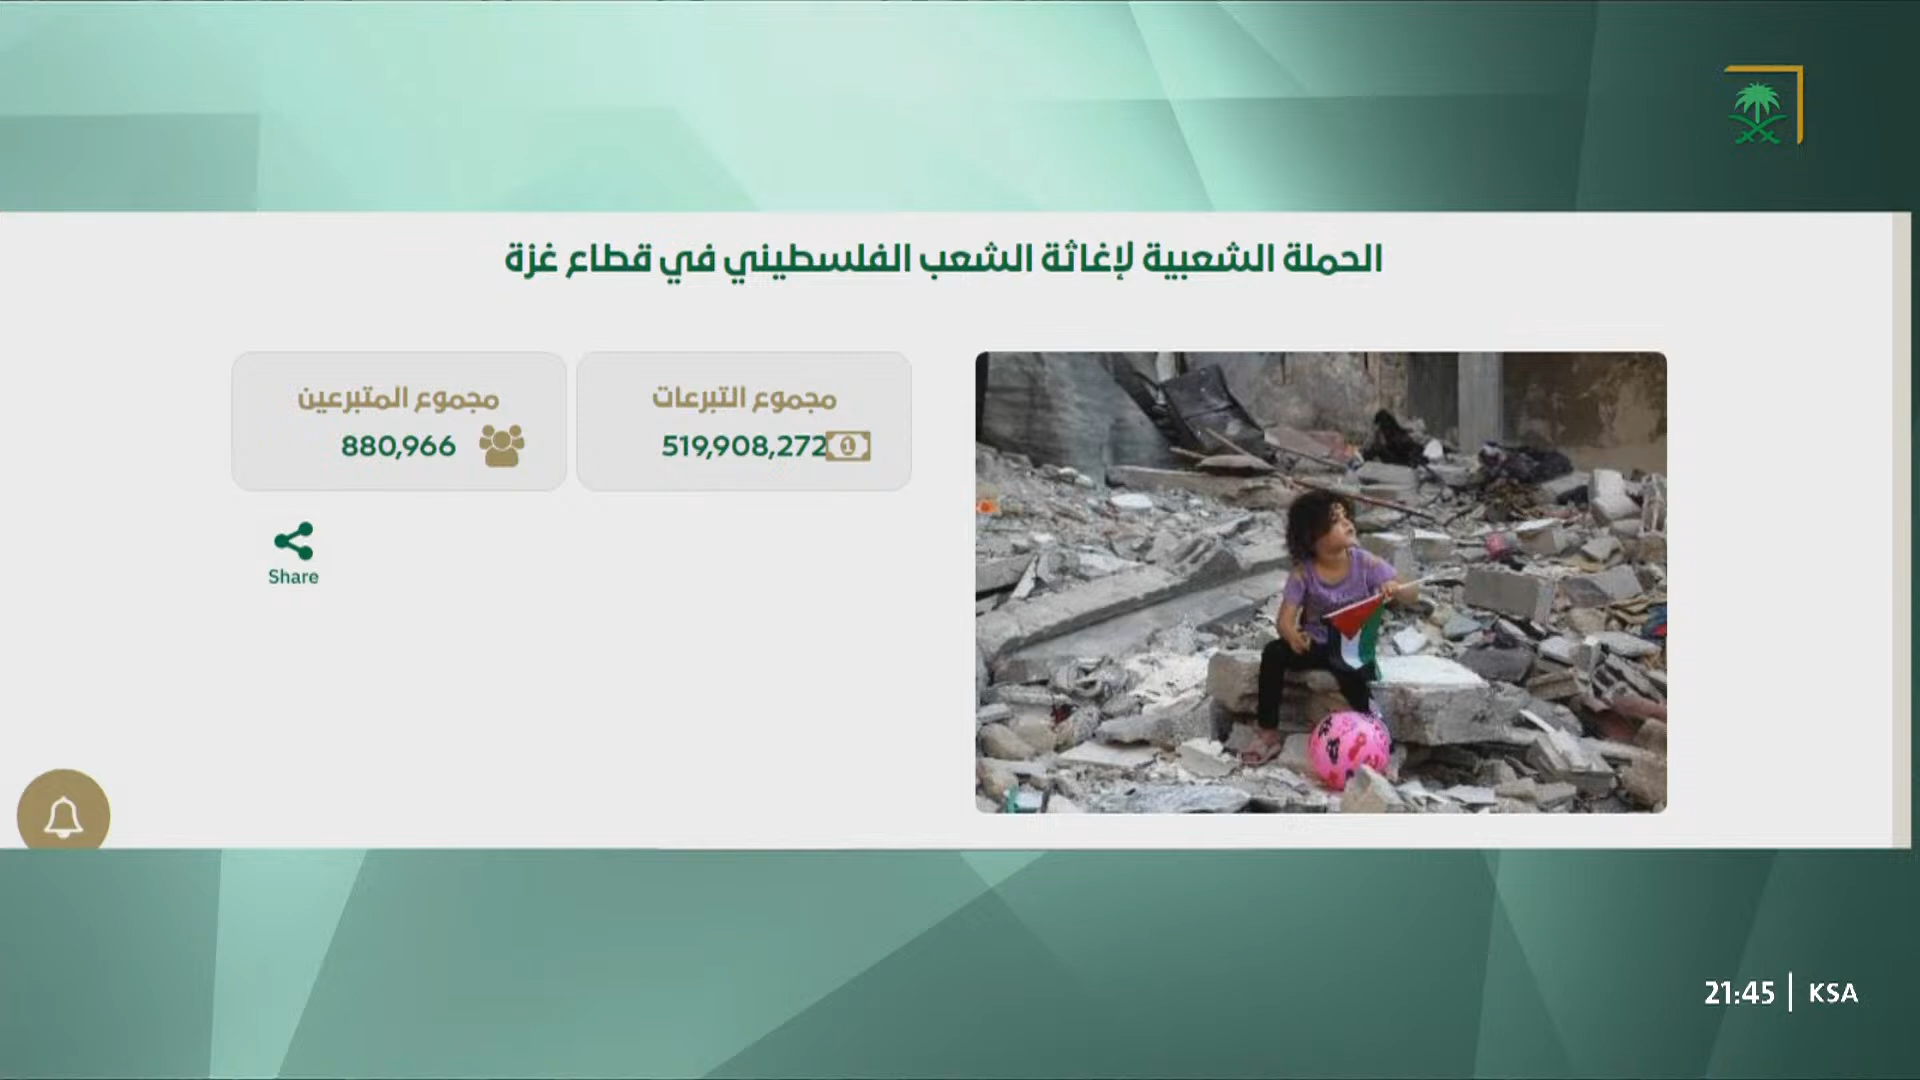 الحملة الشعبية لإغاثة الشعب الفلسطيني في قطاع غزة
مجموع التبرعات
519,908,272
مجموع المتبرعين
880,966
Share
21:45 | KSA